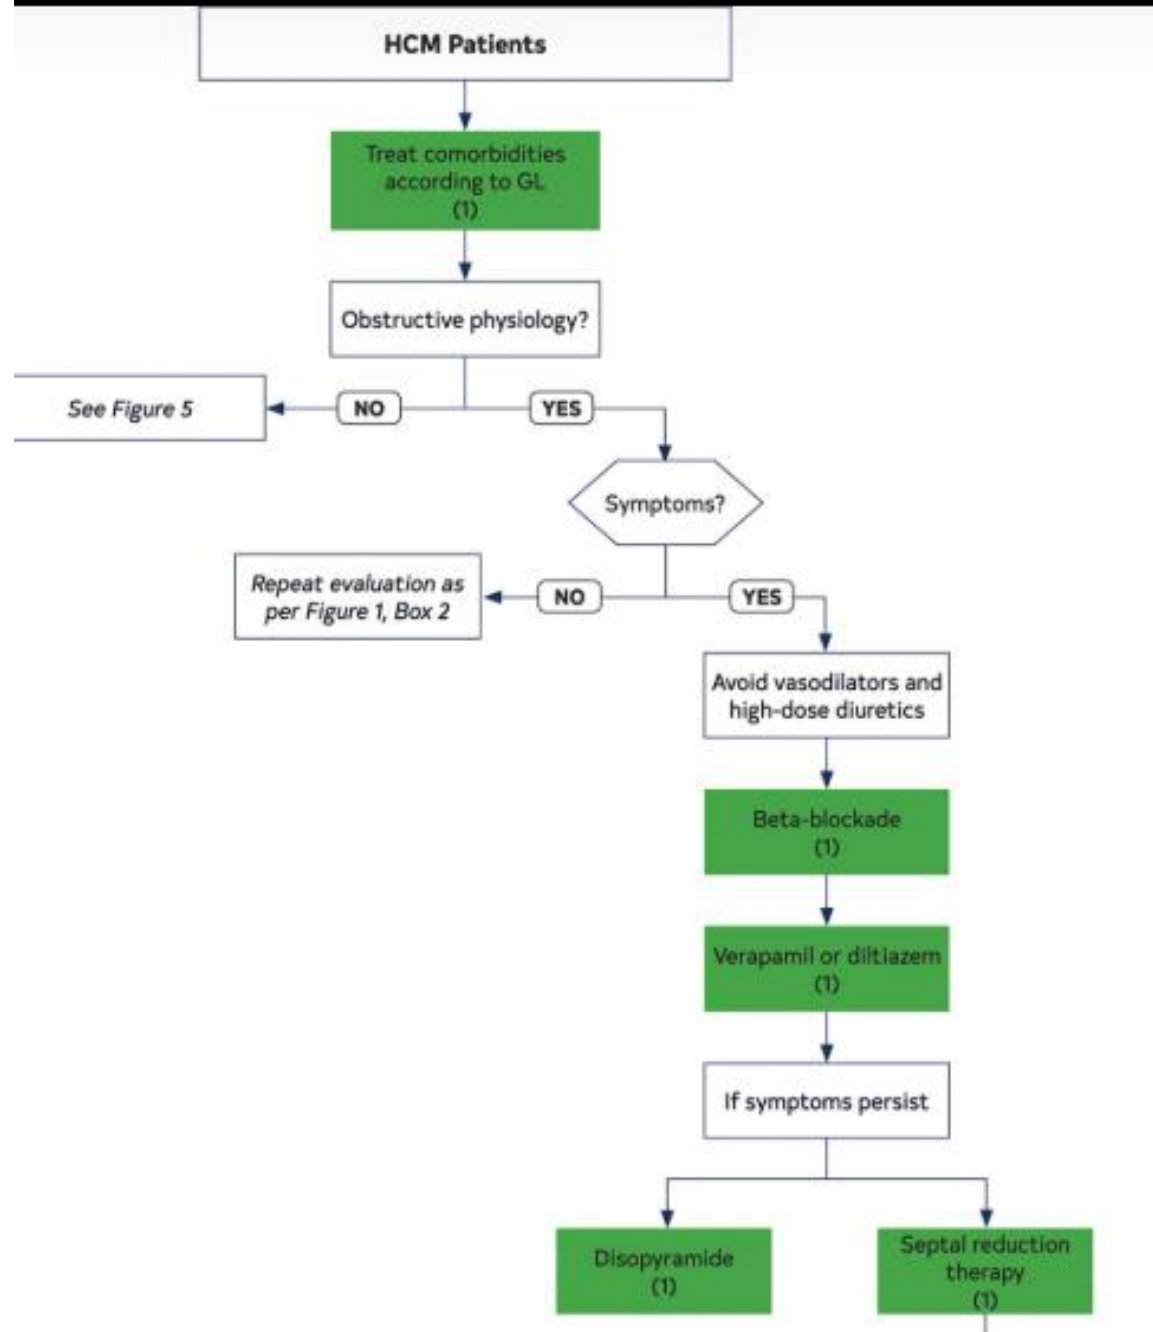 HCM Patients
Treat comorbidities
according to GL
(1)
Obstructive physiology?
See Figure 5
NO
YES
Symptoms?
Repeat evaluation as
per Figure 1, Box 2
NO
YES
Avoid vasodilators and
high-dose diuretics
Beta-blockade
(1)
Verapamil or diltiazem
(1)
If symptoms persist
Disopyramide
(1)
Septal reduction
therapy
(1)